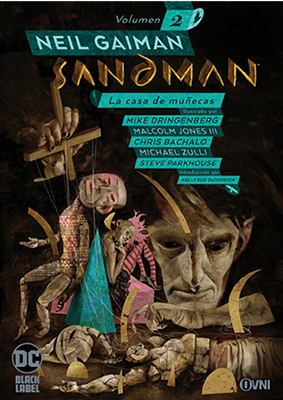 Volumen 2
NEIL GAIMAN
SANDMAN
La casa de muñecas
Ilustrado por
MIKE DRINGENBERG
MALCOLM JONES III
CHRIS BACHALO
MICHAEL ZULLI
STEVE PARKHOUSE
Introducción por
KELLY SUE DeCONNICK
DC
BLACK
LABEL
OVNI